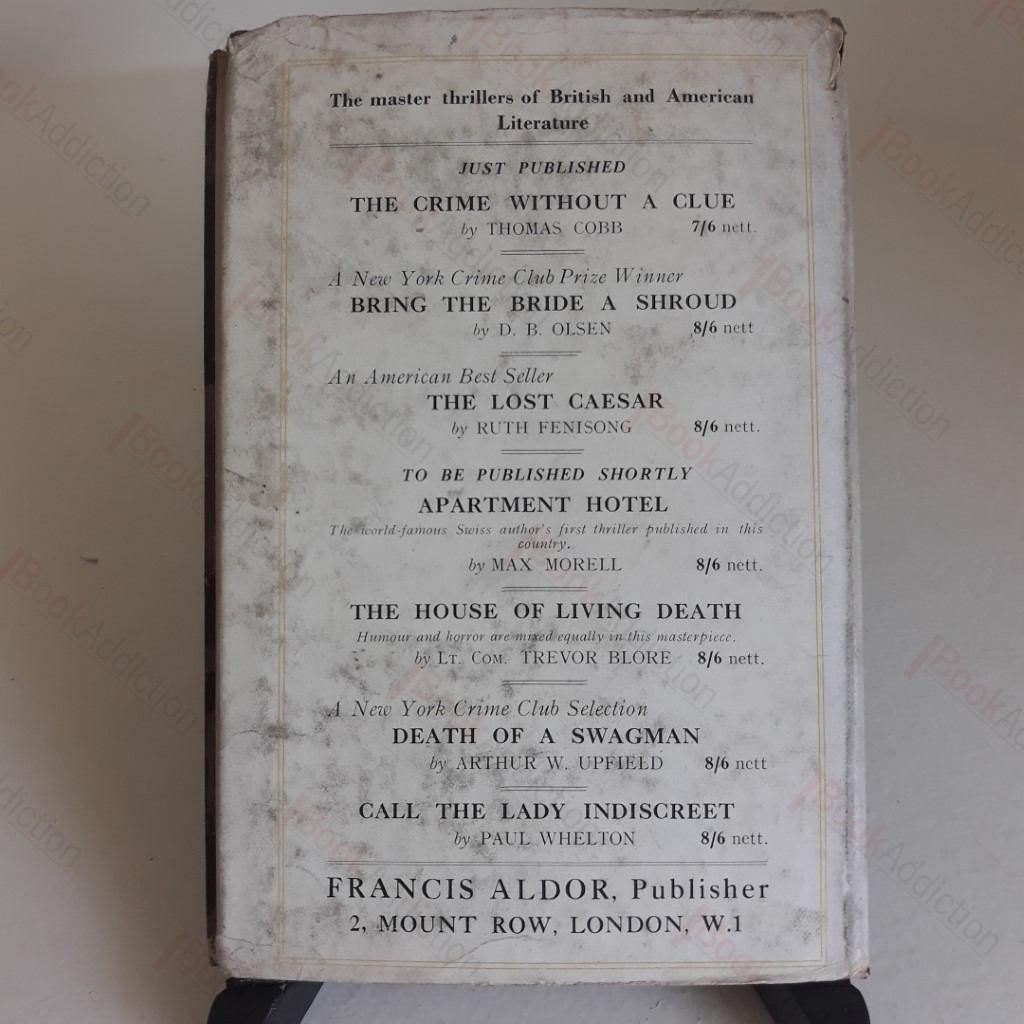 The master thrillers of British and American
Literature
JUST PUBLISHED
THE CRIME WITHOUT A CLUE
by THOMAS COBB 7/6 nett.
A New York Crime Club Prize Winner
BRING THE BRIDE A SHROUD
by D. B. OLSEN 8/6 nett
An American Best Seller
THE LOST CAESAR
by RUTH FENISONG 8/6 nett.
TO BE PUBLISHED SHORTLY
APARTMENT HOTEL
The world-famous Swiss author's first thriller published in this
country.
by MAX MORELL 8/6 nett.
THE HOUSE OF LIVING DEATH
Humour and horror are mixed equally in this masterpiece.
by LT. COM. TREVOR BLORE 8/6 nett.
A New York Crime Club Selection
DEATH OF A SWAGMAN
by ARTHUR W. UPFIELD 8/6 nett
CALL THE LADY INDISCREET
by PAUL WHELTON 8/6 nett.
FRANCIS ALDOR, Publisher
2, MOUNT ROW, LONDON, W.1
BookAddiction